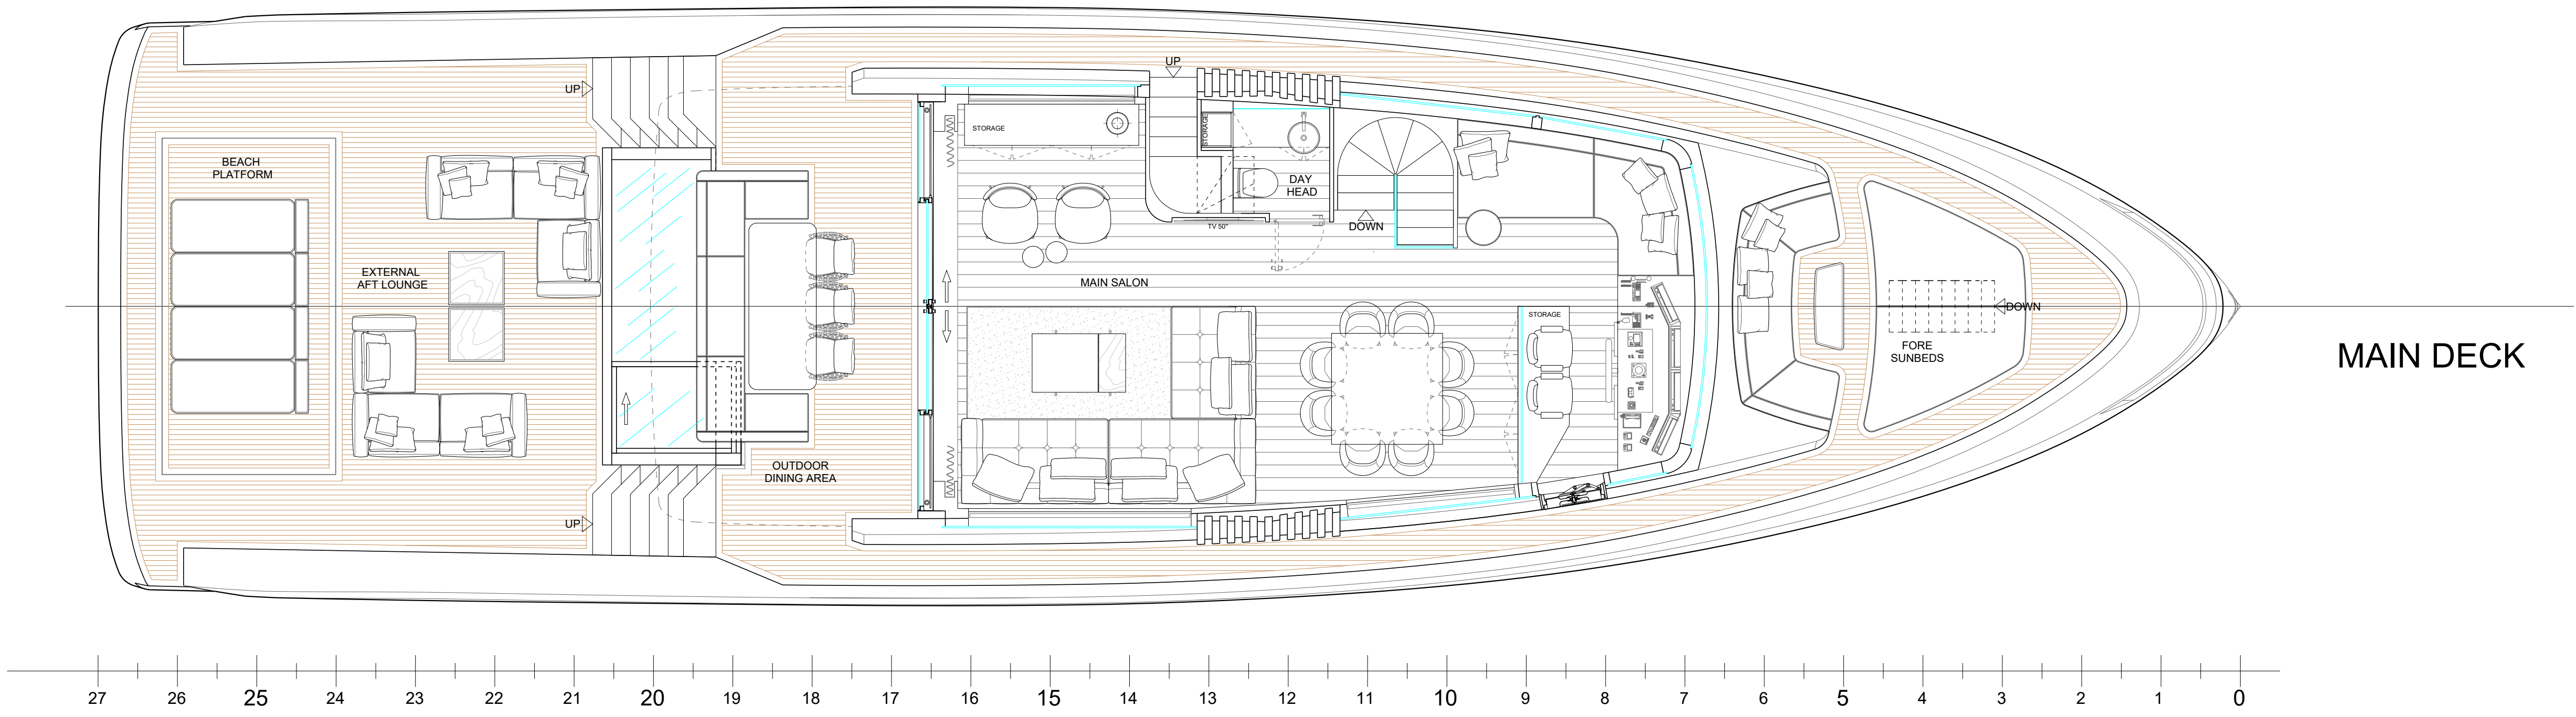 UP
UP
STORAGE
STORAGE
BEACH
PLATFORM
DAY
HEAD
TV 50"
DOWN
EXTERNAL
AFT LOUNGE
MAIN SALON
STORAGE
DOWN
FORE
SUNBEDS
MAIN DECK
OUTDOOR
DINING AREA
UP
27 26 25 24 23 22 21 20 19 18 17 16 15 14 13 12 11 10 9 8 7 6 5 4 3 2 1 0